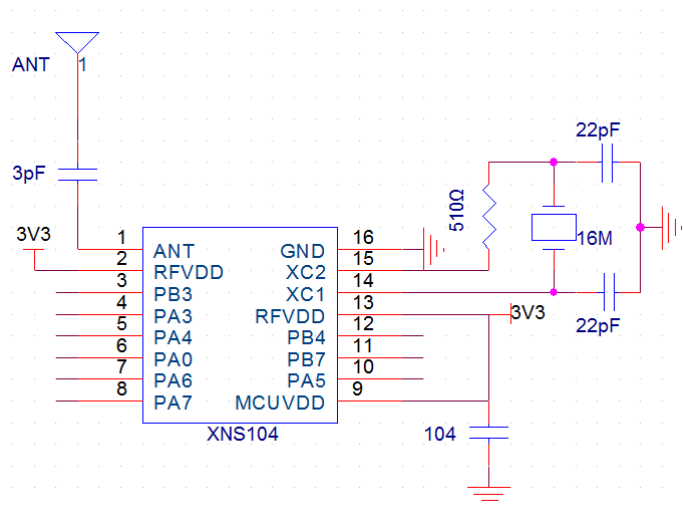 ANT
1
3pF
3V3
1
2
3
4
5
6
7
8
ANT
RFVDD
PB3
PA3
PA4
PA0
PA6
PA7
GND
XC2
XC1
RFVDD
PB4
PB7
PA5
MCUVDD
16
15
14
13
12
11
10
9
XNS104
510Ω
22pF
16M
22pF
3V3
104